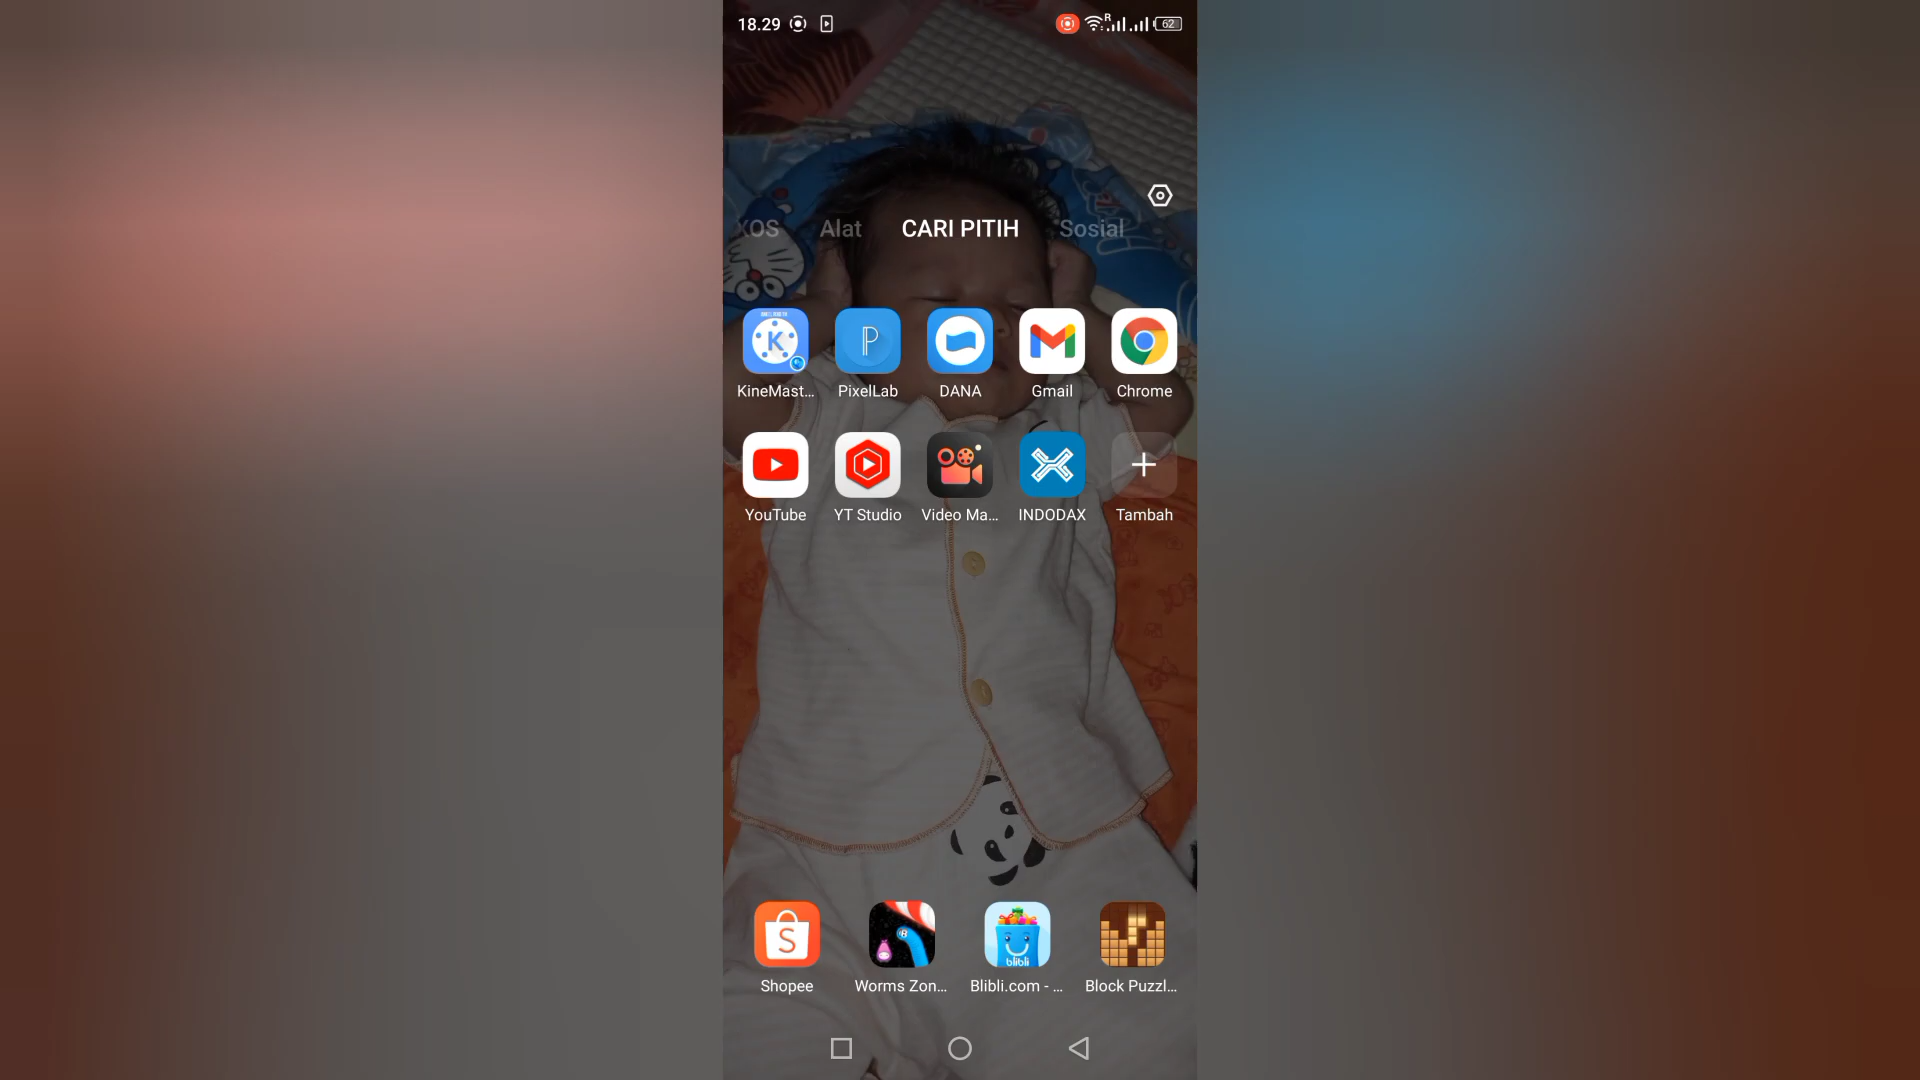 18.29
R
62
XOS Alat CARI PITIH Sosial
KineMast... PixelLab DANA Gmail Chrome
YouTube YT Studio Video Ma... INDODAX Tambah
blibli
Shopee Worms Zon... Blibli.com - ... Block Puzzl...